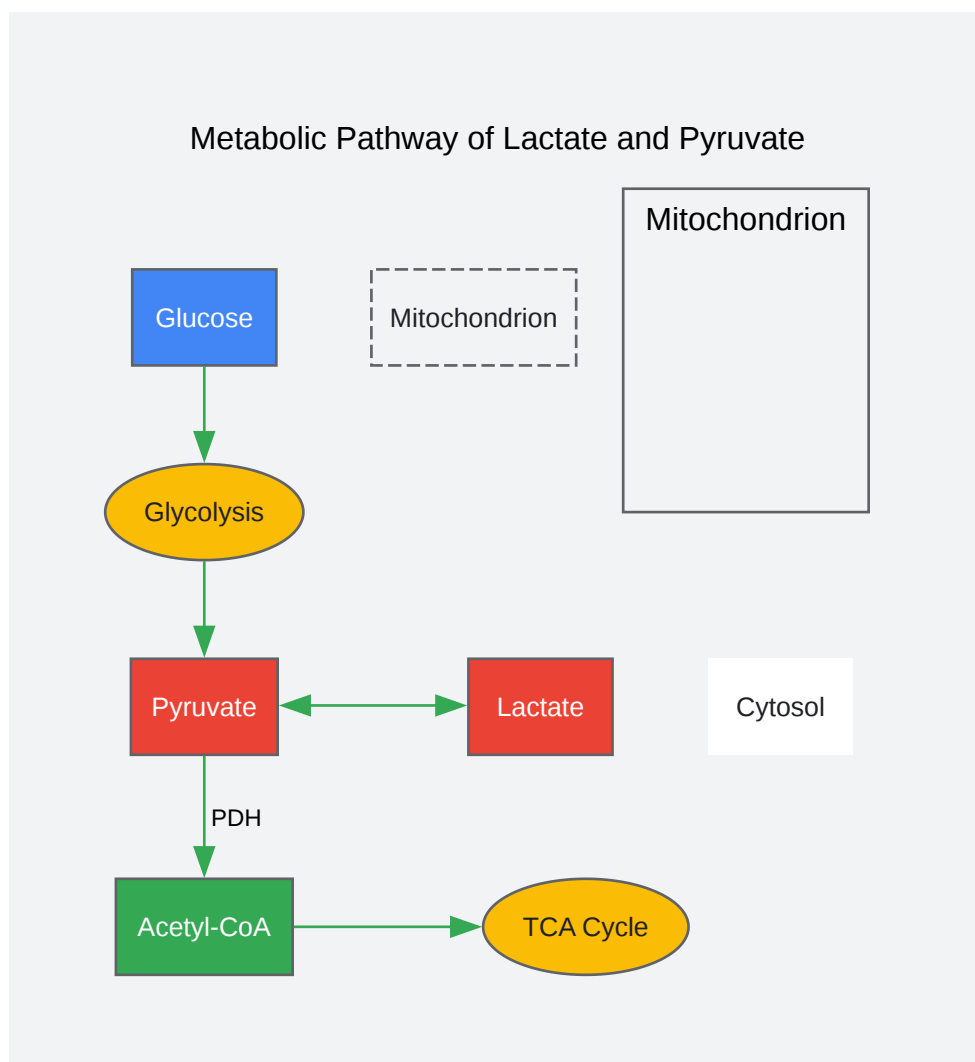 Metabolic Pathway of Lactate and Pyruvate
Mitochondrion
Glucose
Mitochondrion
Glycolysis
Pyruvate
Lactate
Cytosol
PDH
Acetyl-CoA
TCA Cycle